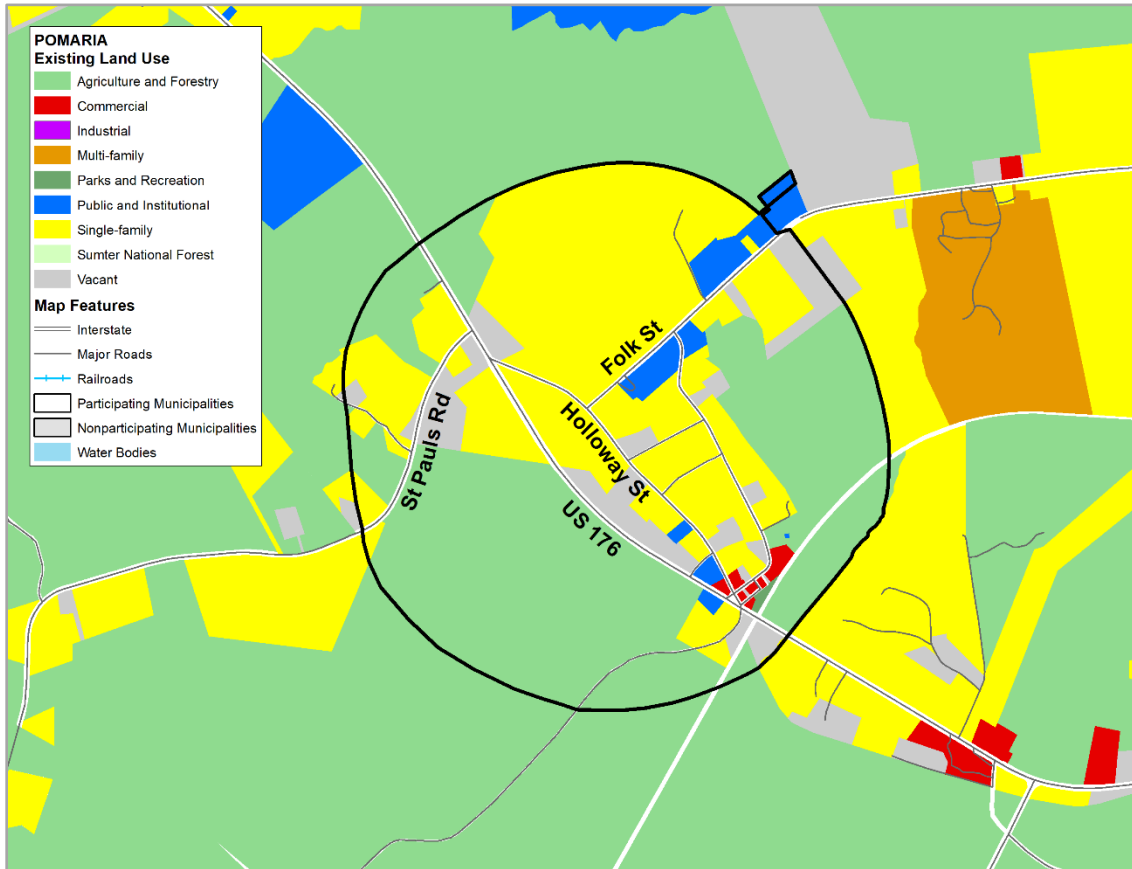 POMARIA
Existing Land Use
Agriculture and Forestry
Commercial
Industrial
Multi-family
Parks and Recreation
Public and Institutional
Single-family
Sumter National Forest
Vacant
Map Features
Interstate
Major Roads
Railroads
Participating Municipalities
Nonparticipating Municipalities
Water Bodies
Folk St
Holloway St
St Pauls Rd
US 176